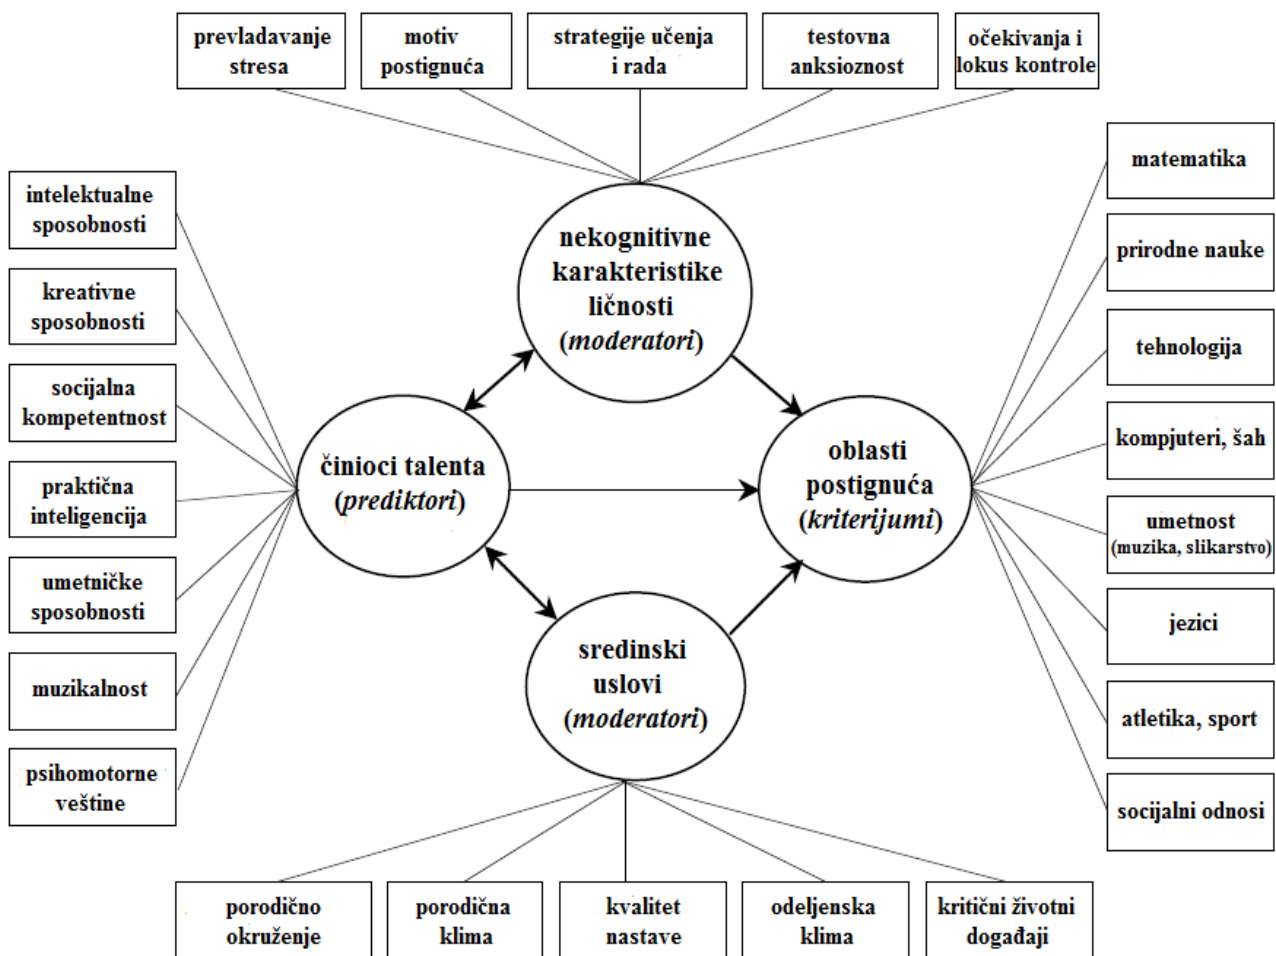 prevladavanje
stresa
motiv
postignuća
strategije učenja
i rada
testovna
anksioznost
očekivanja i
lokus kontrole
intelektualne
sposobnosti
kreativne
sposobnosti
socijalna
kompetentnost
praktična
inteligencija
umetničke
sposobnosti
muzikalnost
psihomotorne
veštine
nekognitivne
karakteristike
ličnosti
(moderatori)
činioci talenta
(prediktori)
oblasti
postignuća
(kriterijumi)
sredinski
uslovi
(moderatori)
matematika
prirodne nauke
tehnologija
kompjuteri, šah
umetnost
(muzika, slikarstvo)
jezici
atletika, sport
socijalni odnosi
porodično
okruženje
porodična
klima
kvalitet
nastave
odeljenska
klima
kritični životni
događaji